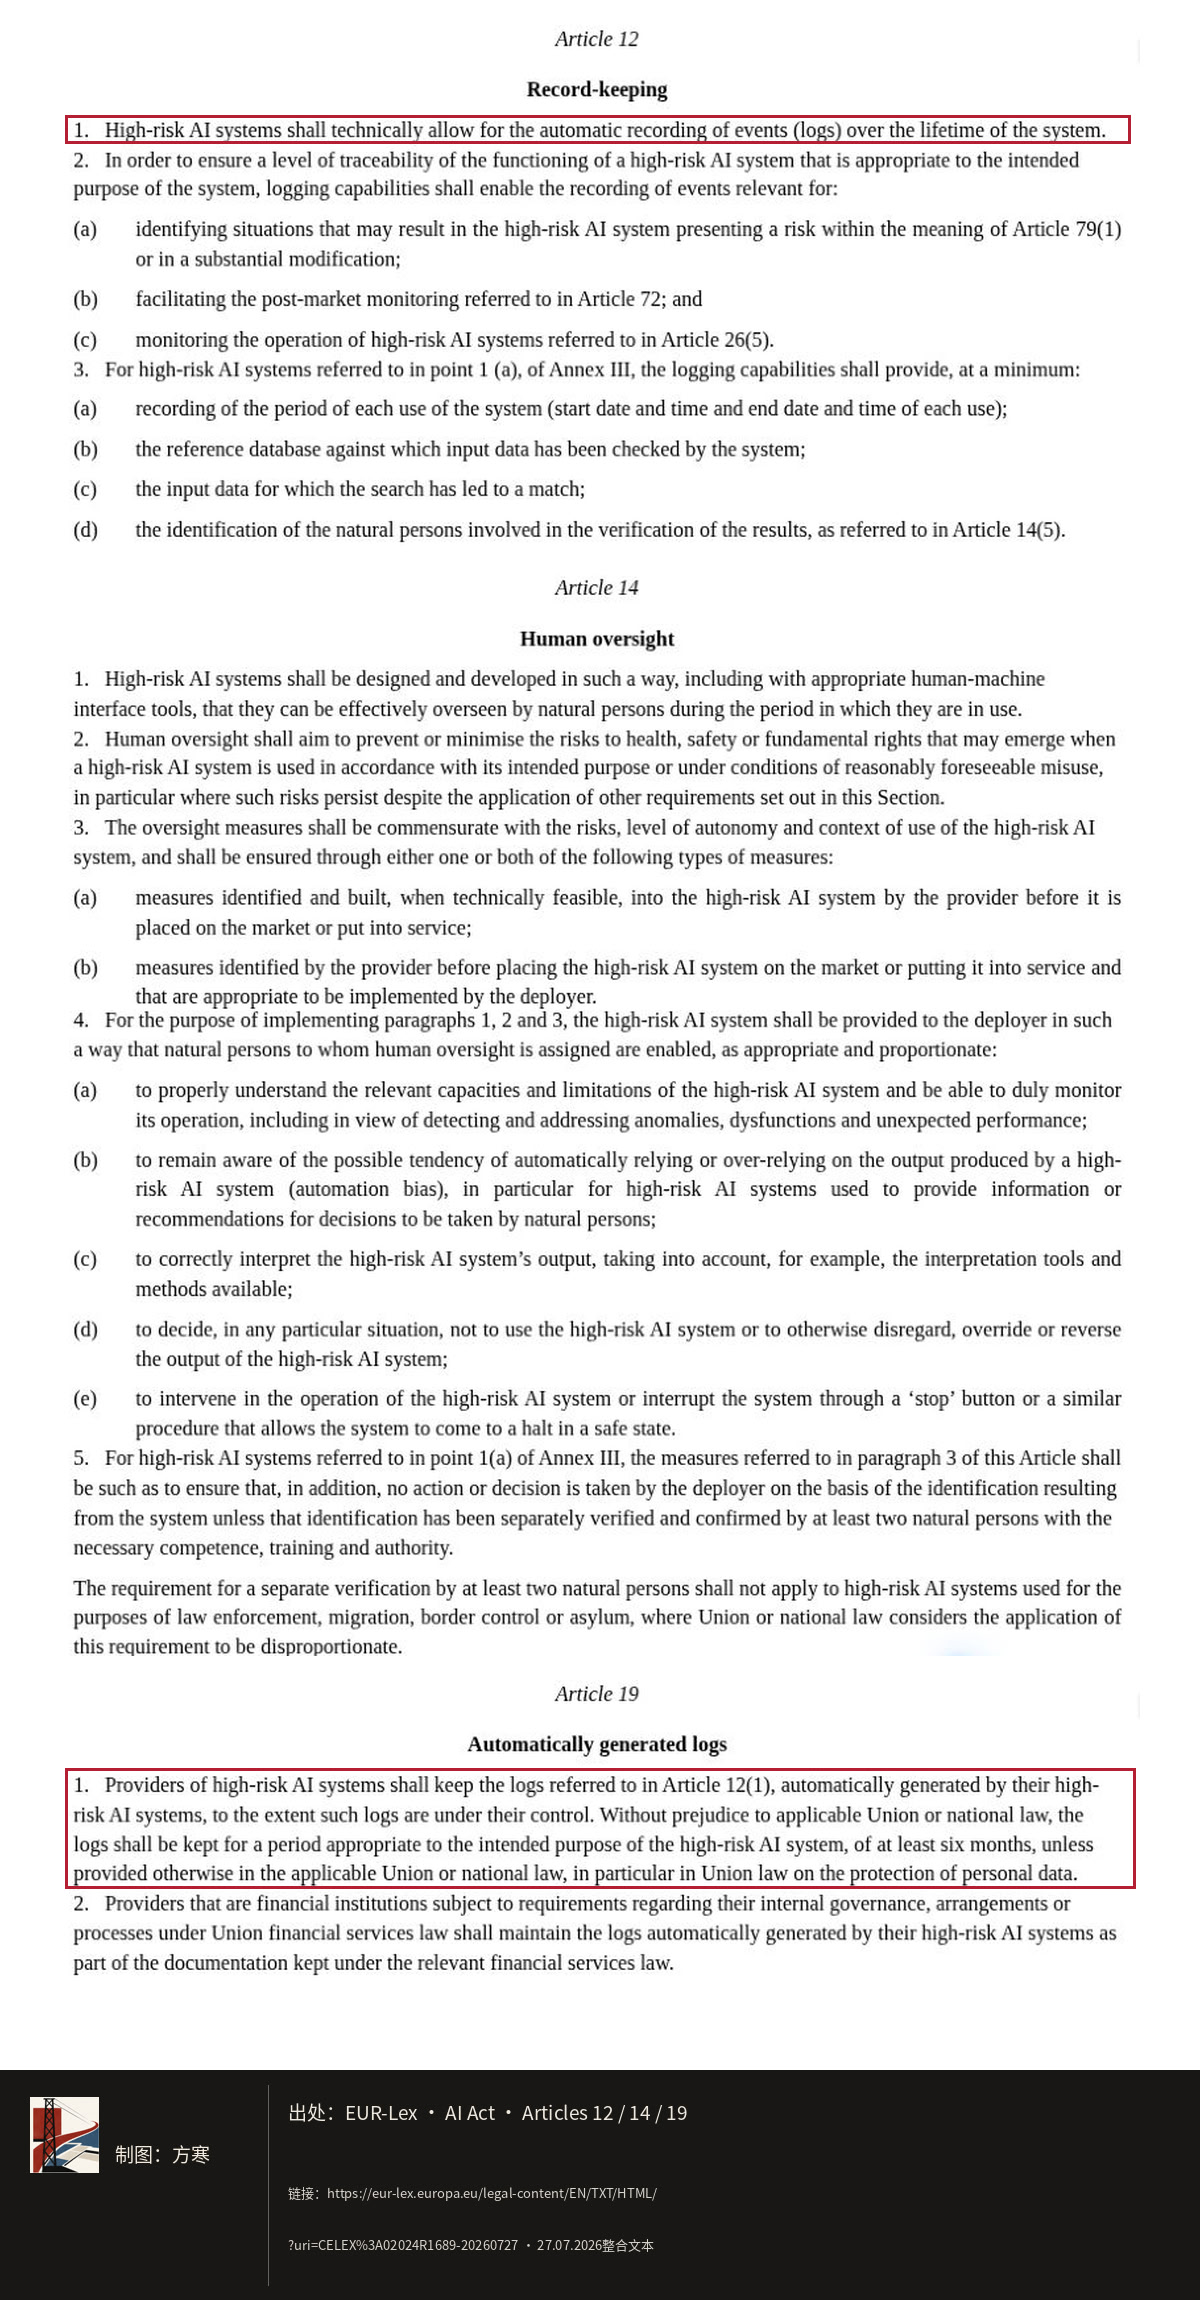 Article 12
Record-keeping
1. High-risk AI systems shall technically allow for the automatic recording of events (logs) over the lifetime of the system.
2. In order to ensure a level of traceability of the functioning of a high-risk AI system that is appropriate to the intended
purpose of the system, logging capabilities shall enable the recording of events relevant for:
(a) identifying situations that may result in the high-risk AI system presenting a risk within the meaning of Article 79(1)
or in a substantial modification;
(b) facilitating the post-market monitoring referred to in Article 72; and
(c) monitoring the operation of high-risk AI systems referred to in Article 26(5).
3. For high-risk AI systems referred to in point 1 (a), of Annex III, the logging capabilities shall provide, at a minimum:
(a) recording of the period of each use of the system (start date and time and end date and time of each use);
(b) the reference database against which input data has been checked by the system;
(c) the input data for which the search has led to a match;
(d) the identification of the natural persons involved in the verification of the results, as referred to in Article 14(5).
Article 14
Human oversight
1. High-risk AI systems shall be designed and developed in such a way, including with appropriate human-machine
interface tools, that they can be effectively overseen by natural persons during the period in which they are in use.
2. Human oversight shall aim to prevent or minimise the risks to health, safety or fundamental rights that may emerge when
a high-risk AI system is used in accordance with its intended purpose or under conditions of reasonably foreseeable misuse,
in particular where such risks persist despite the application of other requirements set out in this Section.
3. The oversight measures shall be commensurate with the risks, level of autonomy and context of use of the high-risk AI
system, and shall be ensured through either one or both of the following types of measures:
(a) measures identified and built, when technically feasible, into the high-risk AI system by the provider before it is
placed on the market or put into service;
(b) measures identified by the provider before placing the high-risk AI system on the market or putting it into service and
that are appropriate to be implemented by the deployer.
4. For the purpose of implementing paragraphs 1, 2 and 3, the high-risk AI system shall be provided to the deployer in such
a way that natural persons to whom human oversight is assigned are enabled, as appropriate and proportionate:
(a) to properly understand the relevant capacities and limitations of the high-risk AI system and be able to duly monitor
its operation, including in view of detecting and addressing anomalies, dysfunctions and unexpected performance;
(b) to remain aware of the possible tendency of automatically relying or over-relying on the output produced by a high-
risk AI system (automation bias), in particular for high-risk AI systems used to provide information or
recommendations for decisions to be taken by natural persons;
(c) to correctly interpret the high-risk AI system’s output, taking into account, for example, the interpretation tools and
methods available;
(d) to decide, in any particular situation, not to use the high-risk AI system or to otherwise disregard, override or reverse
the output of the high-risk AI system;
(e) to intervene in the operation of the high-risk AI system or interrupt the system through a ‘stop’ button or a similar
procedure that allows the system to come to a halt in a safe state.
5. For high-risk AI systems referred to in point 1(a) of Annex III, the measures referred to in paragraph 3 of this Article shall
be such as to ensure that, in addition, no action or decision is taken by the deployer on the basis of the identification resulting
from the system unless that identification has been separately verified and confirmed by at least two natural persons with the
necessary competence, training and authority.
The requirement for a separate verification by at least two natural persons shall not apply to high-risk AI systems used for the
purposes of law enforcement, migration, border control or asylum, where Union or national law considers the application of
this requirement to be disproportionate.
Article 19
Automatically generated logs
1. Providers of high-risk AI systems shall keep the logs referred to in Article 12(1), automatically generated by their high-
risk AI systems, to the extent such logs are under their control. Without prejudice to applicable Union or national law, the
logs shall be kept for a period appropriate to the intended purpose of the high-risk AI system, of at least six months, unless
provided otherwise in the applicable Union or national law, in particular in Union law on the protection of personal data.
2. Providers that are financial institutions subject to requirements regarding their internal governance, arrangements or
processes under Union financial services law shall maintain the logs automatically generated by their high-risk AI systems as
part of the documentation kept under the relevant financial services law.
制图：方寒
出处：EUR-Lex · AI Act · Articles 12 / 14 / 19
链接：https://eur-lex.europa.eu/legal-content/EN/TXT/HTML/
?uri=CELEX%3A02024R1689-20260727 · 27.07.2026整合文本